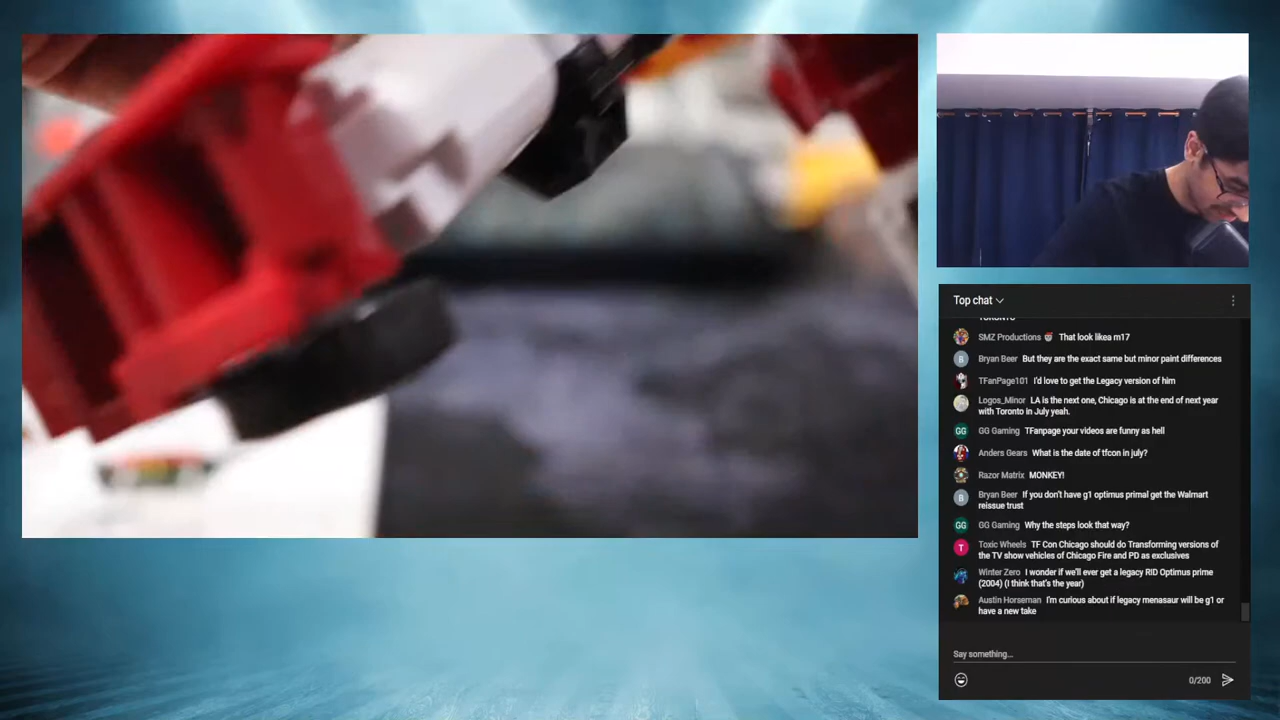 Top chat
SMZ Productions That look likea m17
Bryan Beer But they are the exact same but minor paint differences
TFanPage101 I'd love to get the Legacy version of him
Logos_Minor LA is the next one, Chicago is at the end of next year
with Toronto in July yeah.
GG GG Gaming TFanpage your videos are funny as hell
Anders Gears What is the date of tfcon in july?
Razor Matrix MONKEY!
B Bryan Beer If you don't have g1 optimus primal get the Walmart
reissue trust
GG GG Gaming Why the steps look that way?
T Toxic Wheels TF Con Chicago should do Transforming versions of
the TV show vehicles of Chicago Fire and PD as exclusives
Winter Zero I wonder if we'll ever get a legacy RID Optimus prime
(2004) (I think that's the year)
Austin Horseman I'm curious about if legacy menasaur will be g1 or
have a new take
Say something...
0/200